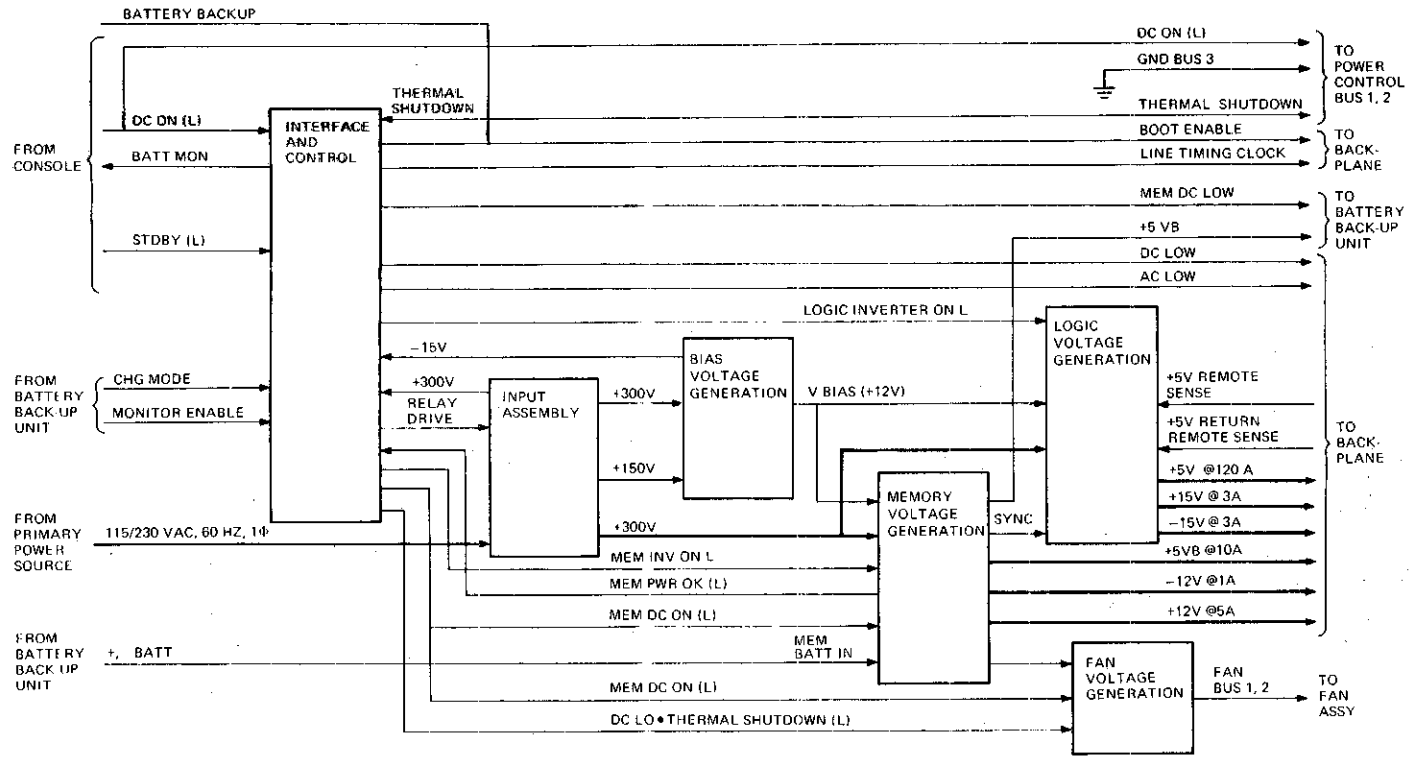 BATTERY BACKUP
DC ON (L)
GND BUS 3
TO
POWER
CONTROL
BUS 1, 2
THERMAL
SHUTDOWN
THERMAL SHUTDOWN
FROM
CONSOLE
DC ON (L)
BATT MON
STDBY (L)
INTERFACE
AND
CONTROL
BOOT ENABLE
LINE TIMING CLOCK
TO
BACK-
PLANE
MEM DC LOW
+5 VB
TO
BATTERY
BACK-UP
UNIT
DC LOW
AC LOW
LOGIC INVERTER ON L
LOGIC
VOLTAGE
GENERATION
-15V
BIAS
VOLTAGE
GENERATION
FROM
BATTERY
BACK-UP
UNIT
CHG MODE
MONITOR ENABLE
+300V
RELAY
DRIVE
INPUT
ASSEMBLY
+300V
+150V
+300V
V BIAS (+12V)
+5V REMOTE
SENSE
+5V RETURN
REMOTE SENSE
TO
BACK-
PLANE
+5V @120 A
+15V @ 3A
-15V @ 3A
+5VB @10A
-12V @1A
+12V @5A
MEMORY
VOLTAGE
GENERATION
SYNC
FROM
PRIMARY
POWER
SOURCE
115/230 VAC, 60 HZ, 1Φ
MEM INV ON L
MEM PWR OK (L)
MEM DC ON (L)
FROM
BATTERY
BACK UP
UNIT
+, BATT
MEM
BATT IN
MEM DC ON (L)
DC LO•THERMAL SHUTDOWN (L)
FAN
VOLTAGE
GENERATION
FAN
BUS 1, 2
TO
FAN
ASSY